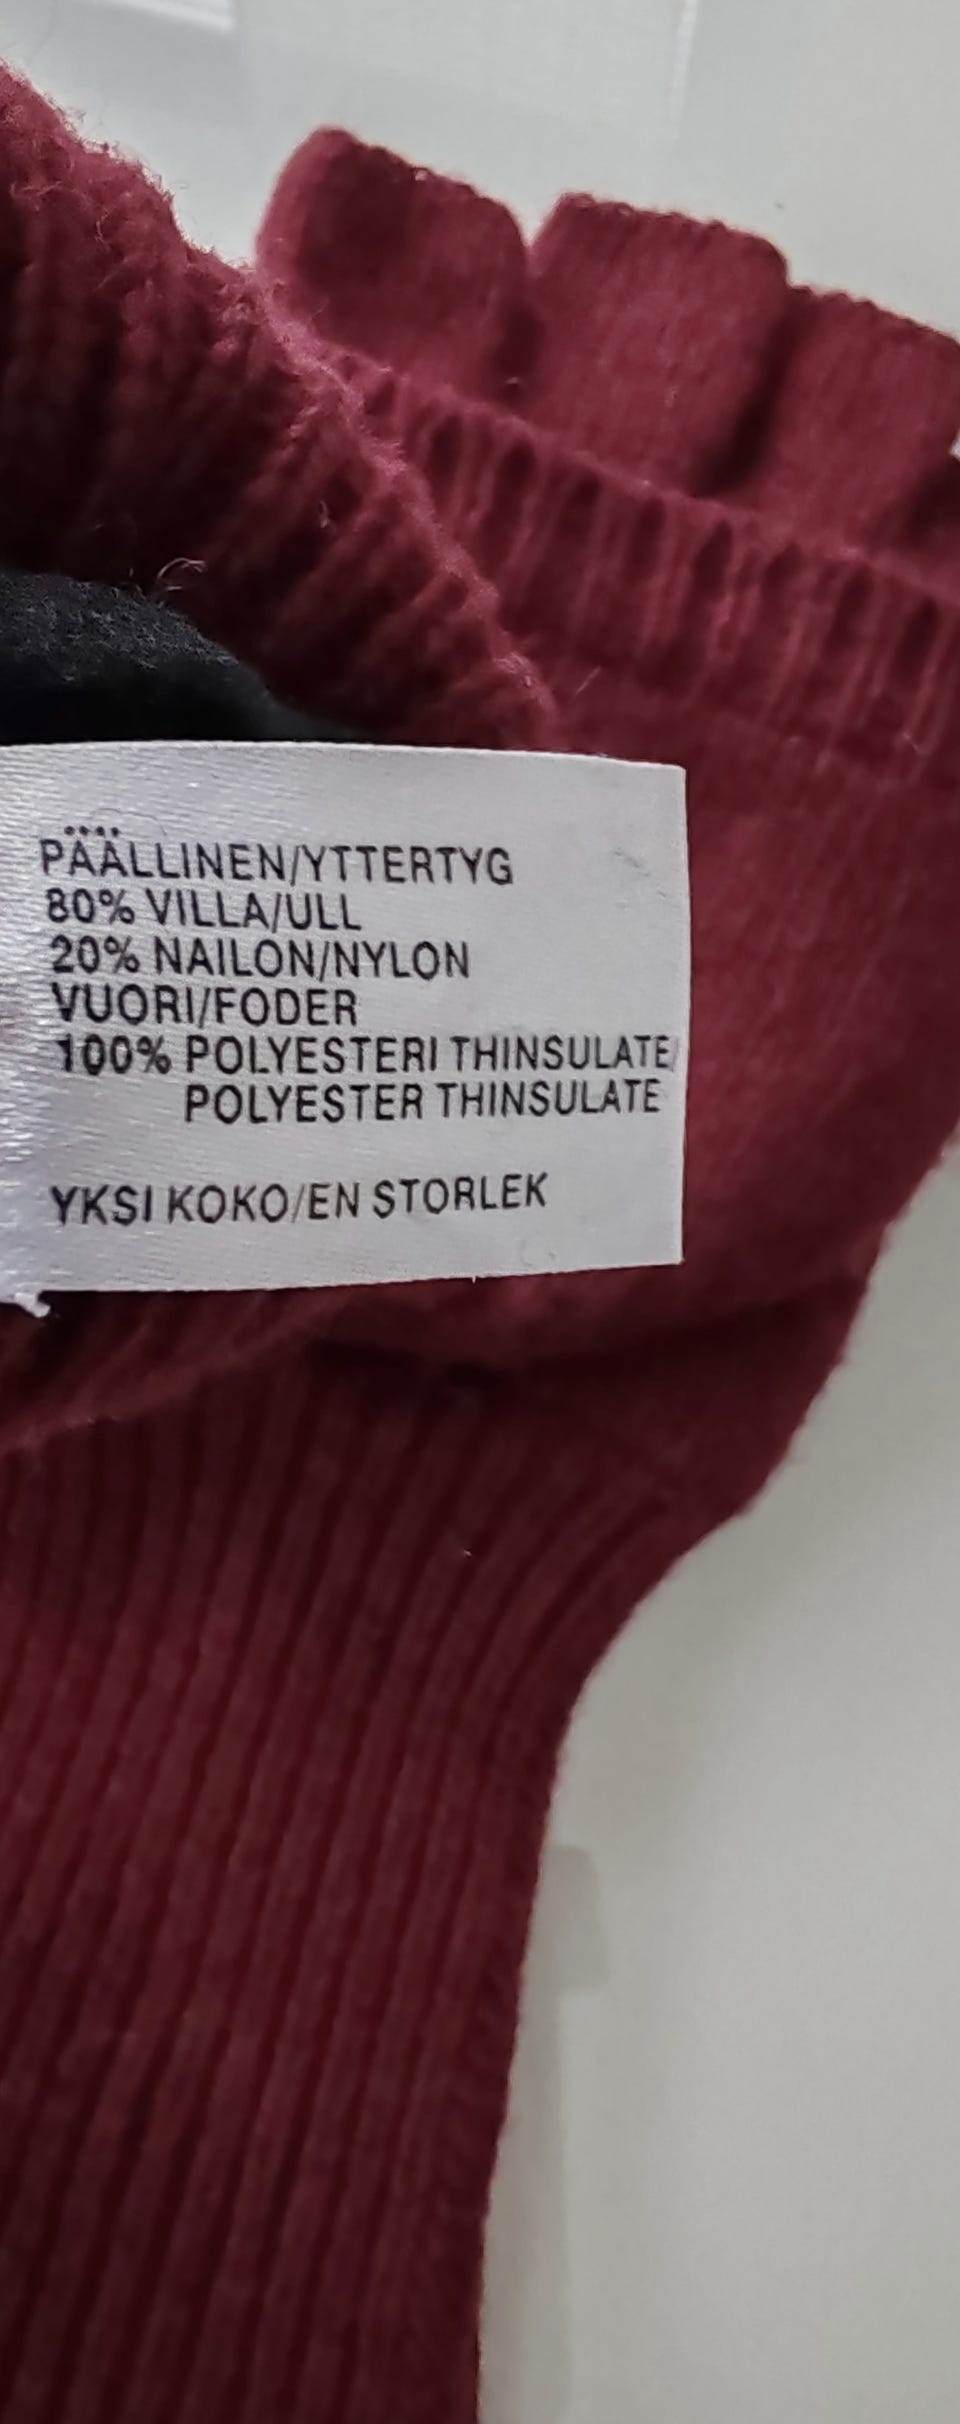 PÄÄLLINEN/YTTERTYG
80% VILLA/ULL
20% NAILON/NYLON
VUORI/FODER
100% POLYESTERI THINSULATE/
POLYESTER THINSULATE
YKSI KOKO/EN STORLEK